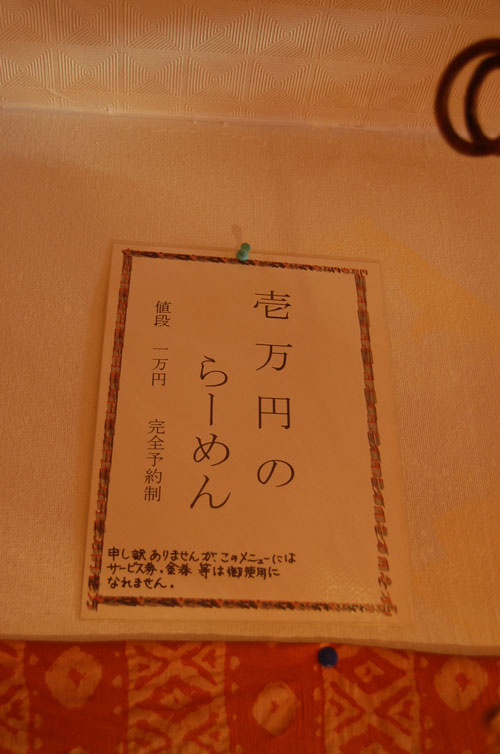 壱万円の
らーめん
値段 一万円 完全予約制
申し訳ありませんが、このメニューには
サービス券、金券等は御使用に
なれません。